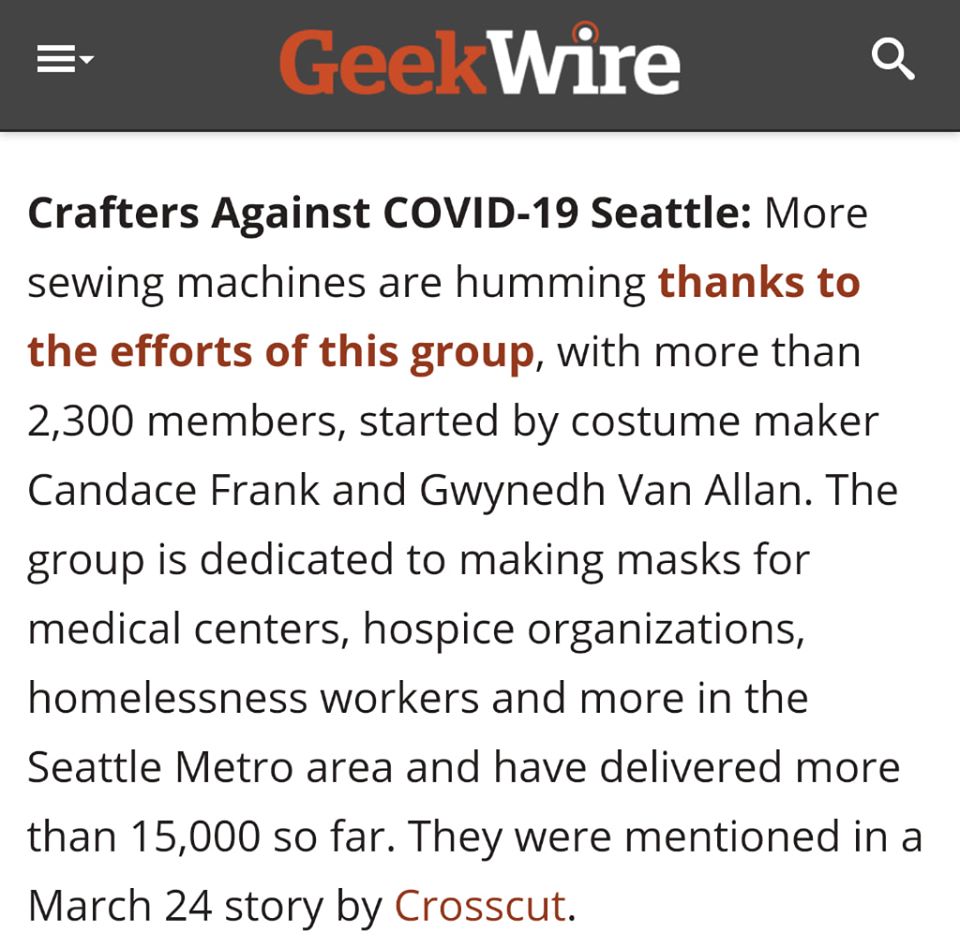 GeekWire
Crafters Against COVID-19 Seattle: More
sewing machines are humming thanks to
the efforts of this group, with more than
2,300 members, started by costume maker
Candace Frank and Gwynedh Van Allan. The
group is dedicated to making masks for
medical centers, hospice organizations,
homelessness workers and more in the
Seattle Metro area and have delivered more
than 15,000 so far. They were mentioned in a
March 24 story by Crosscut.